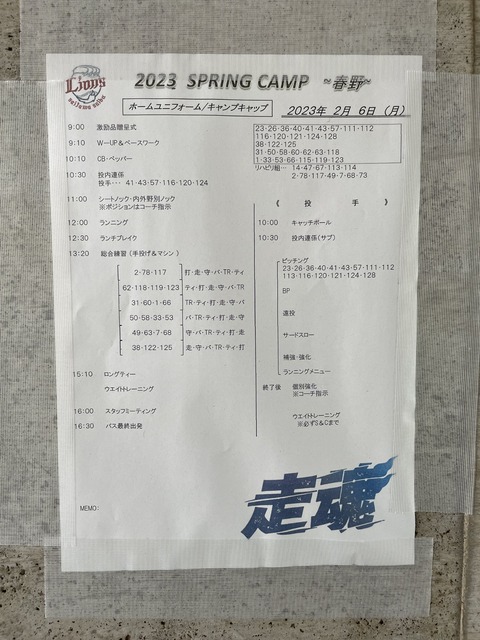 Lions
saitama seibu
2023 SPRING CAMP ~春野~
ホームユニフォーム/キャンプキャップ
2023年 2月 6日 (月)
9:00 激励品贈呈式
9:10 W-UP&ベースワーク
10:10 CB・ペッパー
10:30 投内連係
投手・・・ 41・43・57・116・120・124
11:00 シートノック・内外野別ノック
※ポジションはコーチ指示
12:00 ランニング
12:30 ランチブレイク
13:20 総合練習 (手投げ&マシン)
2・78・117 打・走・守・バ・TR・ティ
62・118・119・123 ティ・打・走・守・バ・TR
31・60・1・66 TR・ティ・打・走・守・バ
50・58・33・53 バ・TR・ティ・打・走・守
49・63・7・68 守・バ・TR・ティ・打・走
38・122・125 走・守・バ・TR・ティ・打
15:10 ロングティー
ウエイトトレーニング
16:00 スタッフミーティング
16:30 バス最終出発
23・26・36・40・41・43・57・111・112
116・120・121・124・128
38・122・125
31・50・58・60・62・63・118
1・33・53・66・115・119・123
リハビリ組・・・ 14・47・67・113・114
2・78・117・49・7・68・73
《 投 手 》
10:00 キャッチボール
10:30 投内連係(サブ)
ピッチング
23・26・36・40・41・43・57・111・112
113・116・120・121・124・128
BP
遠投
サードスロー
補強・強化
ランニングメニュー
終了後 個別強化
※コーチ指示
ウエイトトレーニング
※必ずS&Cまで
走魂
MEMO: